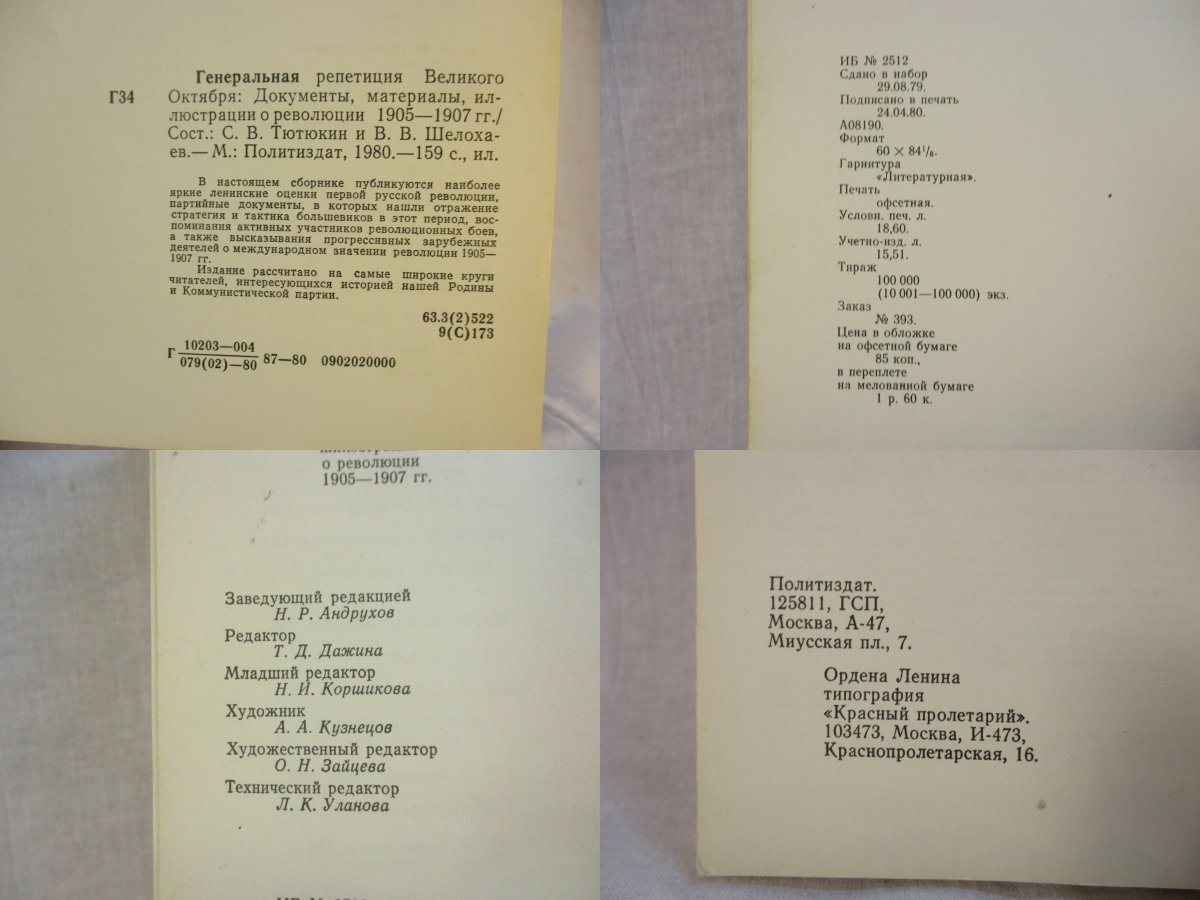 Генеральная репетиция Великого
Г34 Октября: Документы, материалы, ил-
люстрации о революции 1905—1907 гг./
Сост.: С. В. Тютюкин и В. В. Шелоха-
ев.— М.: Политиздат, 1980.—159 с., ил.
В настоящем сборнике публикуются наиболее
яркие ленинские оценки первой русской революции,
партийные документы, в которых нашли отражение
стратегия и тактика большевиков в этот период, вос-
поминания активных участников революционных боев,
а также высказывания прогрессивных зарубежных
деятелей о международном значении революции 1905—
1907 гг.
Издание рассчитано на самые широкие круги
читателей, интересующихся историей нашей Родины
и Коммунистической партии.
63.3(2)522
9(С)173
Г 10203—004
079(02)—80 87—80 0902020000
ИБ № 2512
Сдано в набор
29.08.79.
Подписано в печать
24.04.80.
А08190.
Формат
60 × 84¹/₈.
Гарнитура
«Литературная».
Печать
офсетная.
Условн. печ. л.
18,60.
Учетно-изд. л.
15,51.
Тираж
100 000
(10 001—100 000) экз.
Заказ
№ 393.
Цена в обложке
на офсетной бумаге
85 коп.,
в переплете
на мелованной бумаге
1 р. 60 к.
о революции
1905—1907 гг.
Заведующий редакцией
Н. Р. Андрухов
Редактор
Т. Д. Дажина
Младший редактор
Н. И. Коршикова
Художник
А. А. Кузнецов
Художественный редактор
О. Н. Зайцева
Технический редактор
Л. К. Уланова
Политиздат.
125811, ГСП,
Москва, А-47,
Миусская пл., 7.
Ордена Ленина
типография
«Красный пролетарий».
103473, Москва, И-473,
Краснопролетарская, 16.